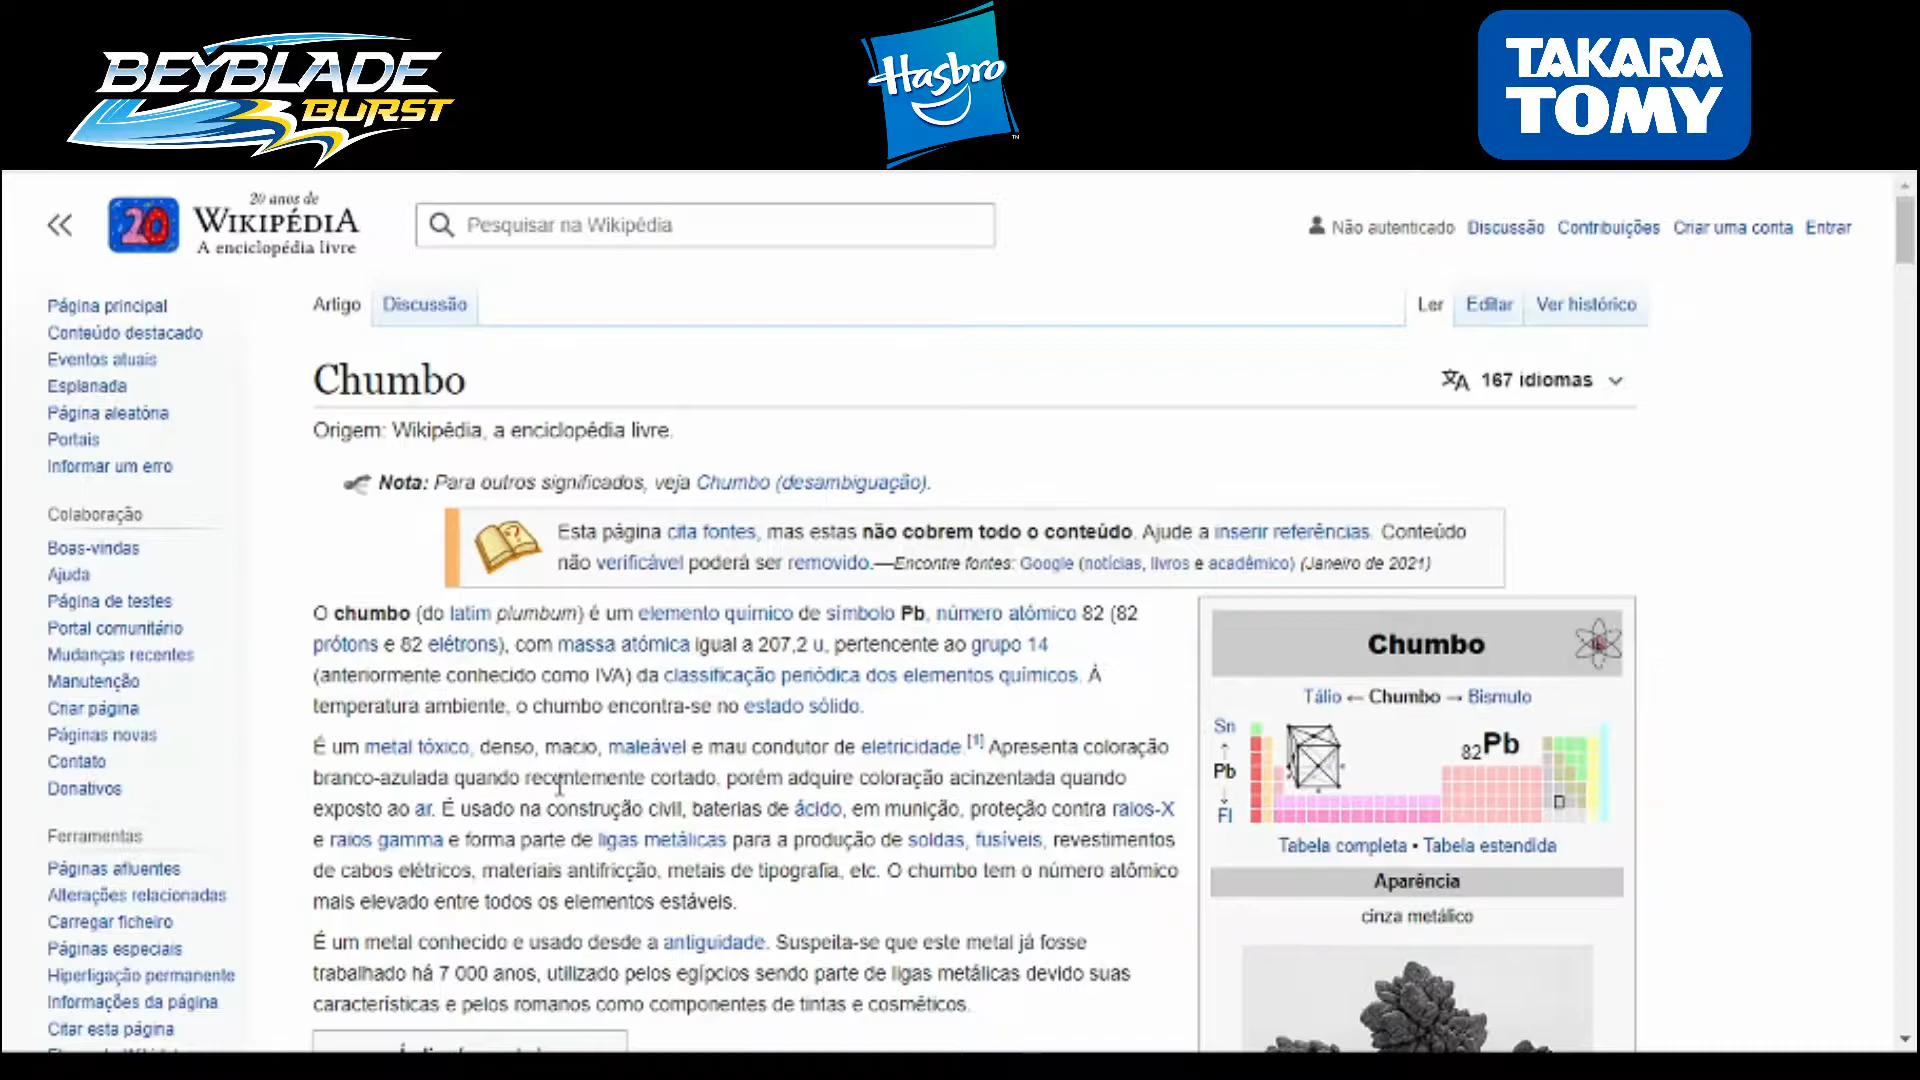 BEYBLADE
BURST
Hasbro
™
TAKARA
TOMY
20 anos de
WIKIPÉDIA
A enciclopédia livre
Pesquisar na Wikipédia
Não autenticado Discussão Contribuições Criar uma conta Entrar
Página principal
Conteúdo destacado
Eventos atuais
Esplanada
Página aleatória
Portais
Informar um erro
Colaboração
Boas-vindas
Ajuda
Página de testes
Portal comunitário
Mudanças recentes
Manutenção
Criar página
Páginas novas
Contato
Donativos
Ferramentas
Páginas afluentes
Alterações relacionadas
Carregar ficheiro
Páginas especiais
Hiperligação permanente
Informações da página
Citar esta página
Artigo Discussão
Ler Editar Ver histórico
Chumbo
167 idiomas
Origem: Wikipédia, a enciclopédia livre.
Nota: Para outros significados, veja Chumbo (desambiguação).
Esta página cita fontes, mas estas não cobrem todo o conteúdo. Ajude a inserir referências. Conteúdo
não verificável poderá ser removido.—Encontre fontes: Google (notícias, livros e acadêmico) (Janeiro de 2021)
O chumbo (do latim plumbum) é um elemento químico de símbolo Pb, número atômico 82 (82
prótons e 82 elétrons), com massa atómica igual a 207,2 u, pertencente ao grupo 14
(anteriormente conhecido como IVA) da classificação periódica dos elementos químicos. À
temperatura ambiente, o chumbo encontra-se no estado sólido.
É um metal tóxico, denso, macio, maleável e mau condutor de eletricidade.[1] Apresenta coloração
branco-azulada quando recentemente cortado, porém adquire coloração acinzentada quando
exposto ao ar. É usado na construção civil, baterias de ácido, em munição, proteção contra raios-X
e raios gamma e forma parte de ligas metálicas para a produção de soldas, fusíveis, revestimentos
de cabos elétricos, materiais antifricção, metais de tipografia, etc. O chumbo tem o número atômico
mais elevado entre todos os elementos estáveis.
É um metal conhecido e usado desde a antiguidade. Suspeita-se que este metal já fosse
trabalhado há 7 000 anos, utilizado pelos egípcios sendo parte de ligas metálicas devido suas
características e pelos romanos como componentes de tintas e cosméticos.
Chumbo
Tálio ← Chumbo → Bismuto
Sn
↑
Pb
↓
Fl
82Pb
Tabela completa • Tabela estendida
Aparência
cinza metálico